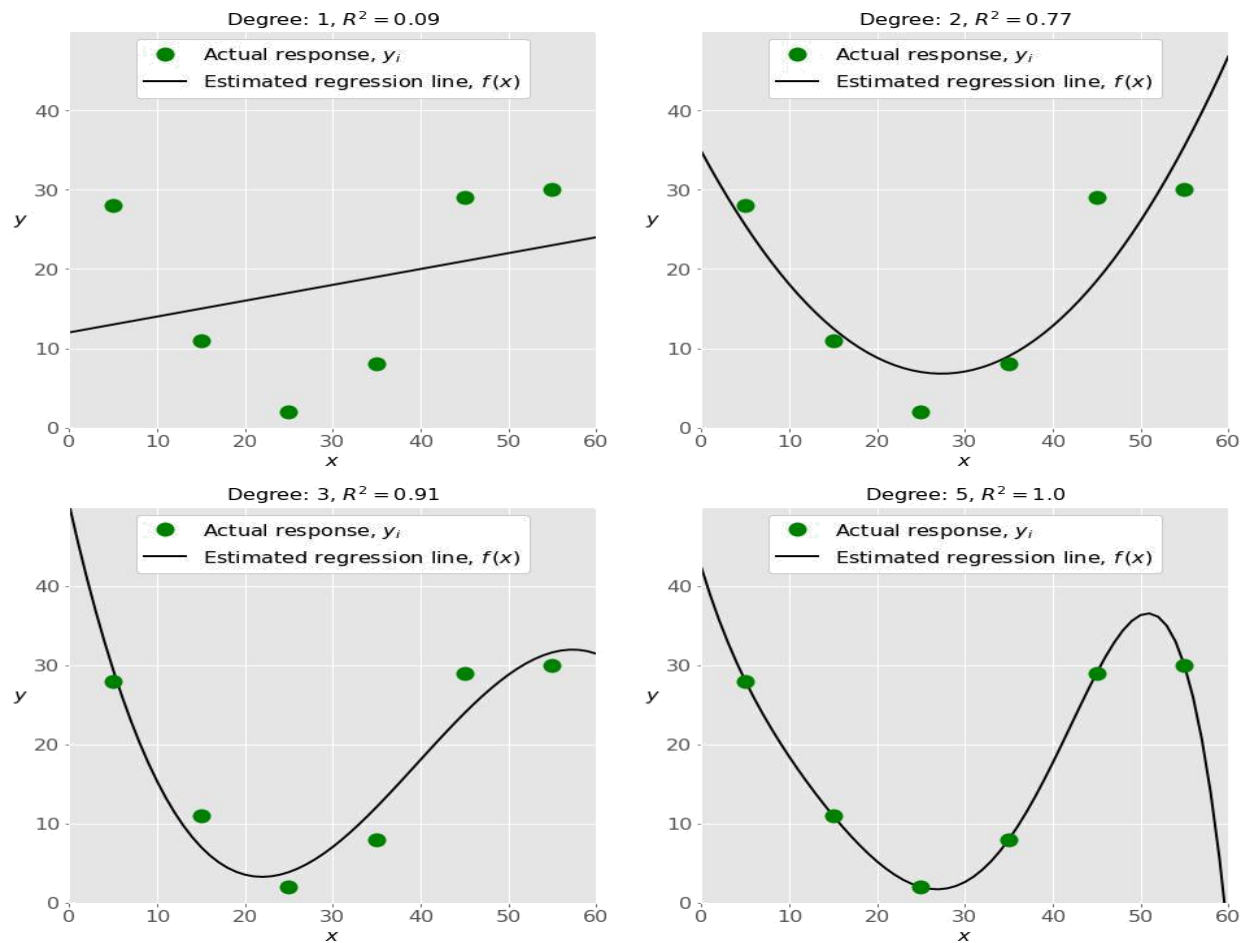 Degree: 1, R² = 0.09
Actual response, yᵢ
Estimated regression line, f(x)
40
30
y
20
10
0
0 10 20 30 40 50 60
x
Degree: 2, R² = 0.77
Actual response, yᵢ
Estimated regression line, f(x)
40
30
y
20
10
0
0 10 20 30 40 50 60
x
Degree: 3, R² = 0.91
Actual response, yᵢ
Estimated regression line, f(x)
40
30
y
20
10
0
0 10 20 30 40 50 60
x
Degree: 5, R² = 1.0
Actual response, yᵢ
Estimated regression line, f(x)
40
30
y
20
10
0
0 10 20 30 40 50 60
x